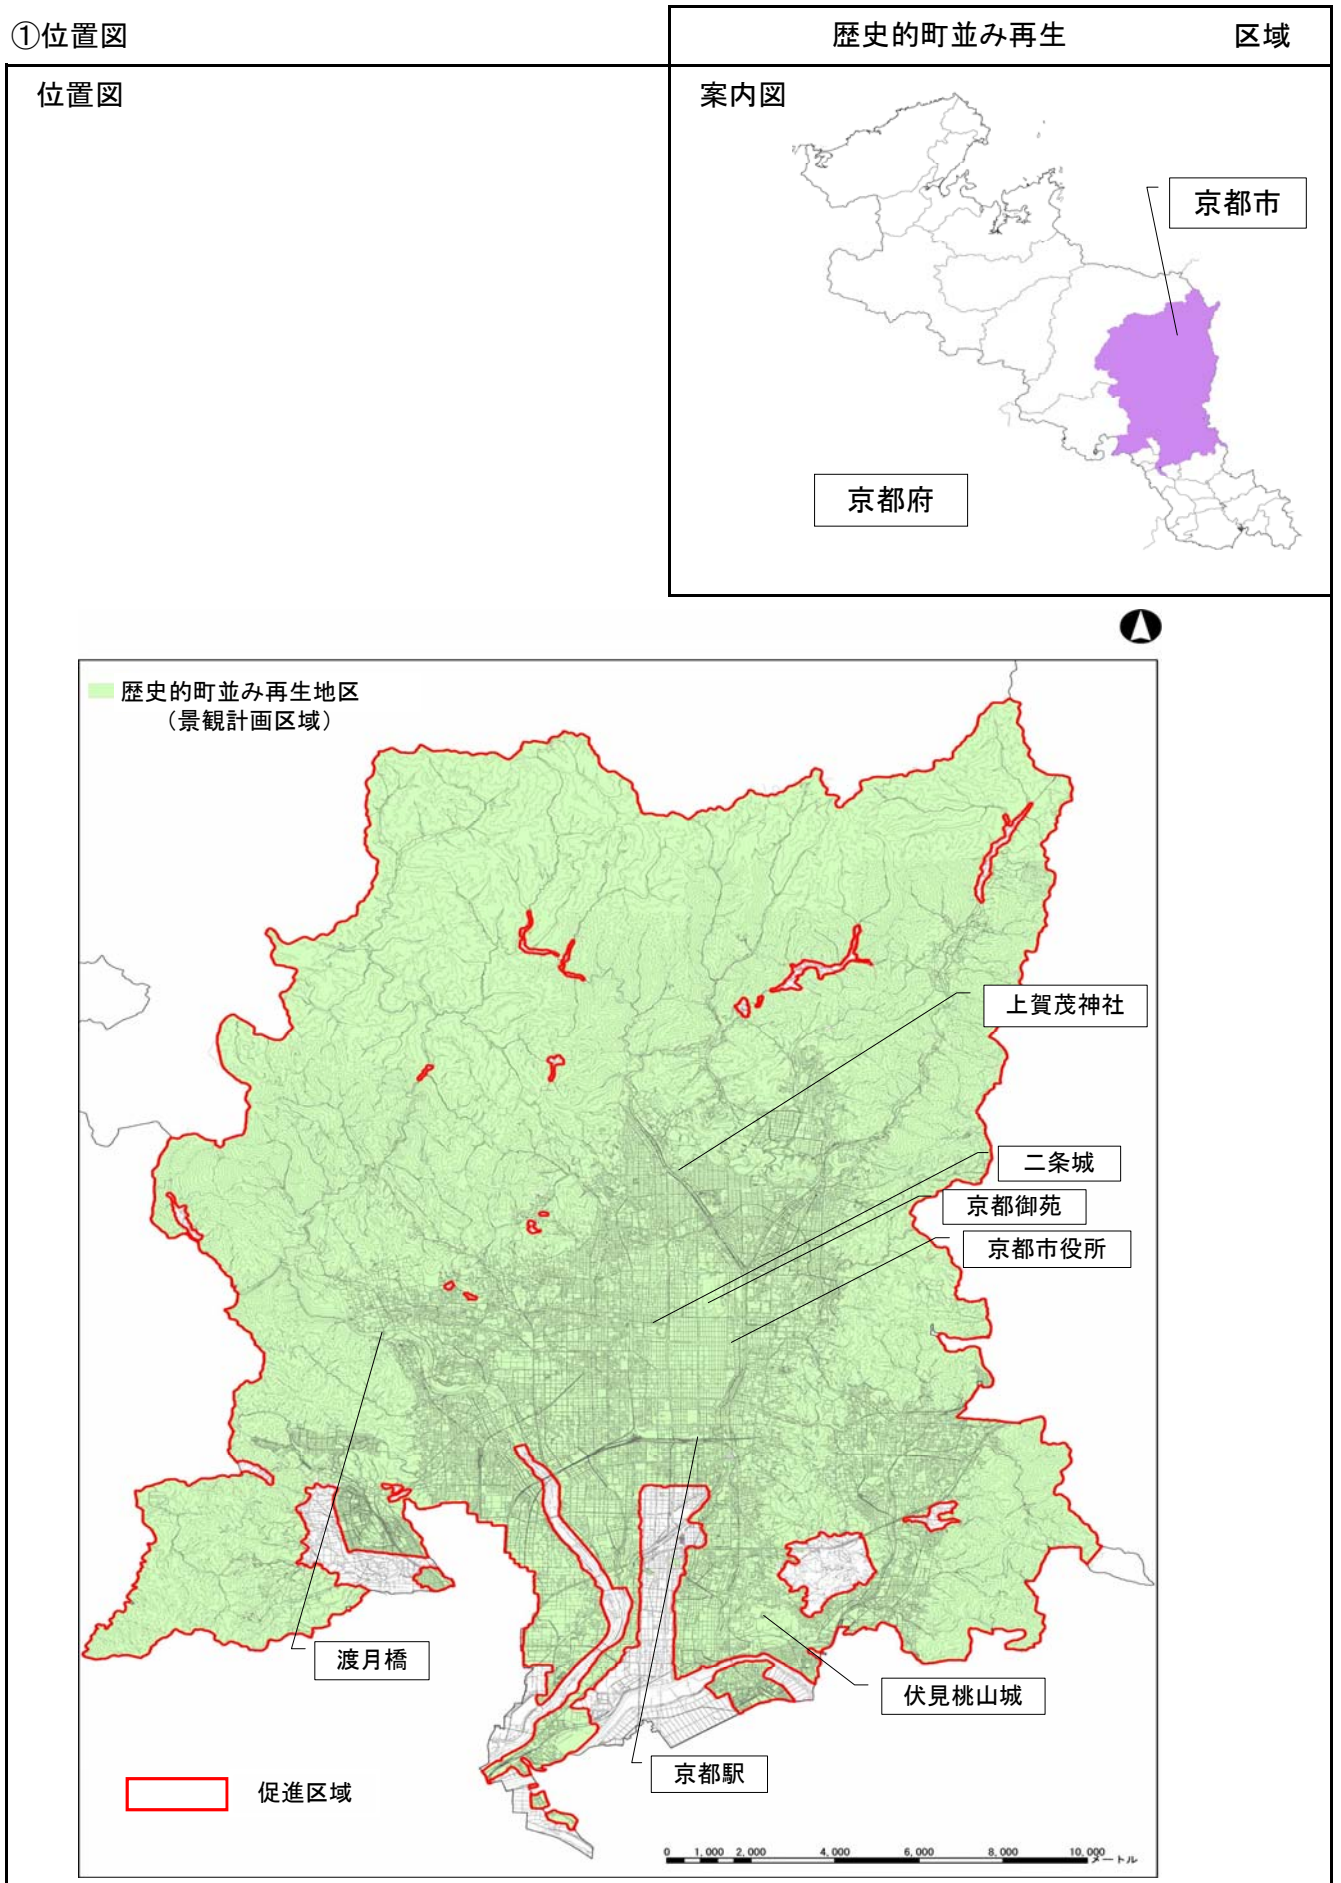 ①位置図
歴史的町並み再生　区域
位置図
案内図
京都市
京都府
歴史的町並み再生地区
（景観計画区域）
上賀茂神社
二条城
京都御苑
京都市役所
渡月橋
伏見桃山城
京都駅
促進区域
0 1,000 2,000 4,000 6,000 8,000 10,000
メートル